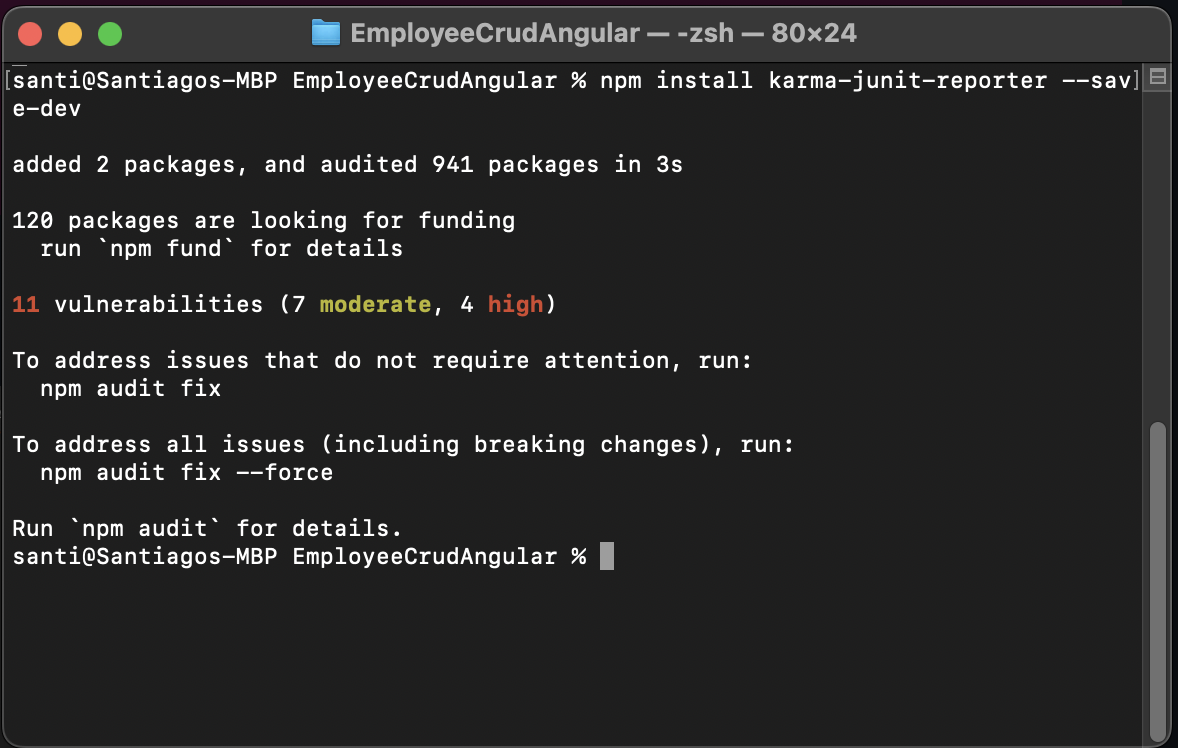 EmployeeCrudAngular — -zsh — 80×24
[santi@Santiagos-MBP EmployeeCrudAngular % npm install karma-junit-reporter --sav]
e-dev
added 2 packages, and audited 941 packages in 3s
120 packages are looking for funding
  run `npm fund` for details
11 vulnerabilities (7 moderate, 4 high)
To address issues that do not require attention, run:
  npm audit fix
To address all issues (including breaking changes), run:
  npm audit fix --force
Run `npm audit` for details.
santi@Santiagos-MBP EmployeeCrudAngular %